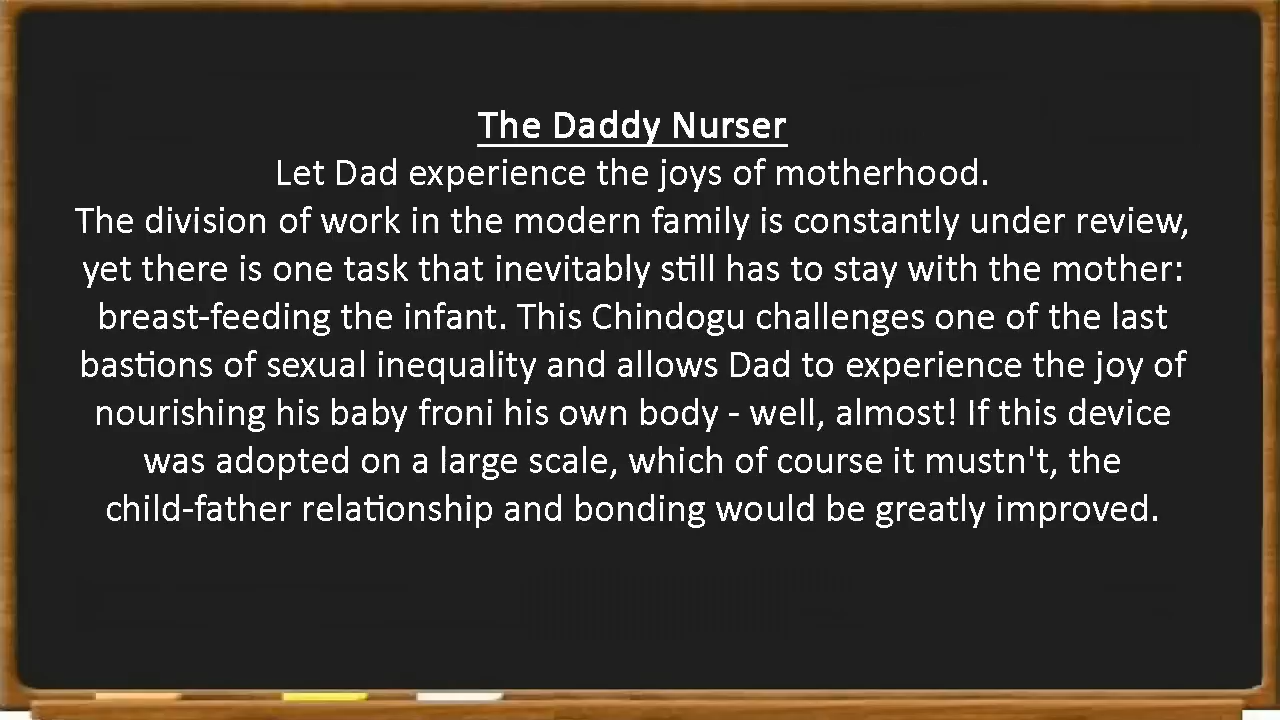 The Daddy Nurser
Let Dad experience the joys of motherhood.
The division of work in the modern family is constantly under review,
yet there is one task that inevitably still has to stay with the mother:
breast-feeding the infant. This Chindogu challenges one of the last
bastions of sexual inequality and allows Dad to experience the joy of
nourishing his baby froni his own body - well, almost! If this device
was adopted on a large scale, which of course it mustn't, the
child-father relationship and bonding would be greatly improved.